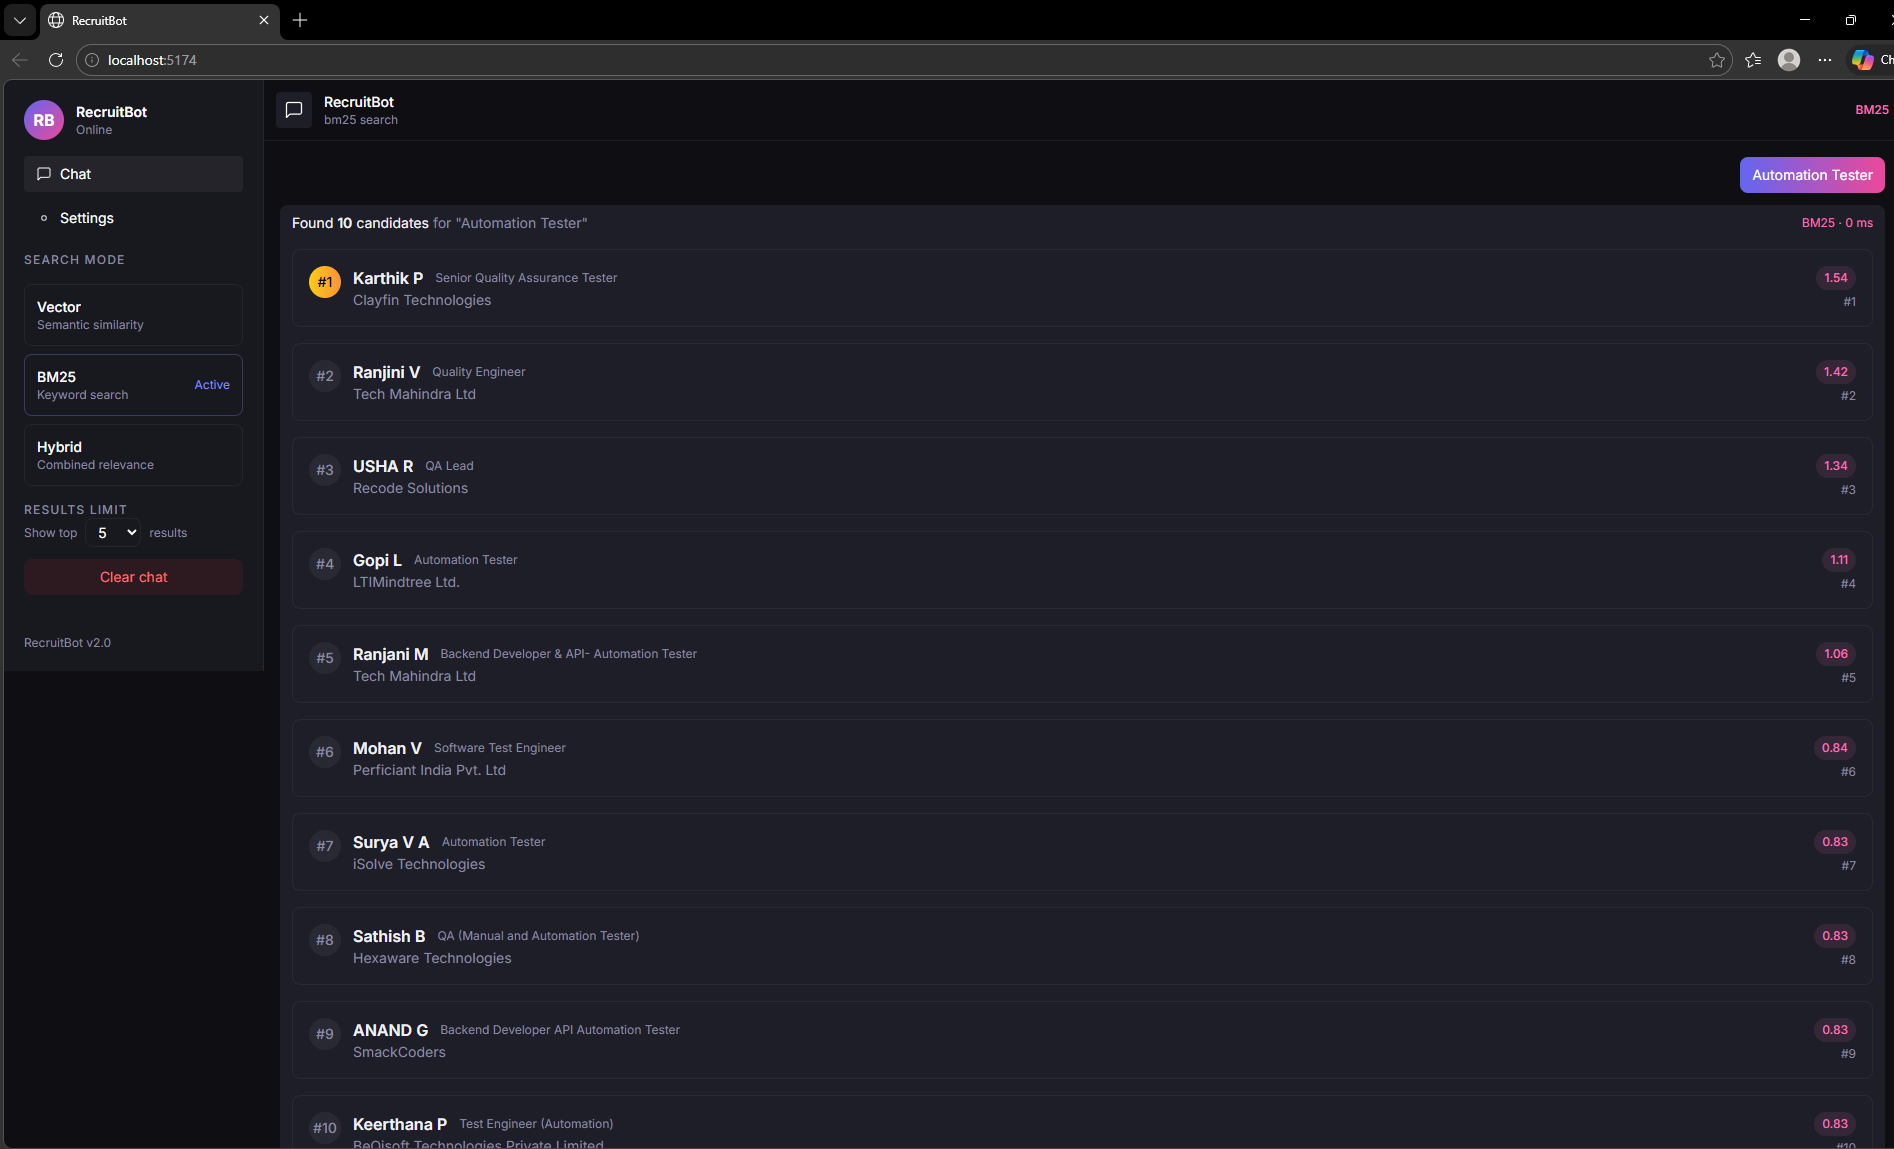 RecruitBot
localhost:5174
Ch
RB
RecruitBot
Online
Chat
Settings
SEARCH MODE
Vector
Semantic similarity
BM25
Keyword search
Active
Hybrid
Combined relevance
RESULTS LIMIT
Show top 5 results
Clear chat
RecruitBot v2.0
RecruitBot
bm25 search
BM25
Automation Tester
Found 10 candidates for "Automation Tester"
BM25 · 0 ms
#1 Karthik P Senior Quality Assurance Tester 1.54
Clayfin Technologies #1
#2 Ranjini V Quality Engineer 1.42
Tech Mahindra Ltd #2
#3 USHA R QA Lead 1.34
Recode Solutions #3
#4 Gopi L Automation Tester 1.11
LTIMindtree Ltd. #4
#5 Ranjani M Backend Developer & API- Automation Tester 1.06
Tech Mahindra Ltd #5
#6 Mohan V Software Test Engineer 0.84
Perficiant India Pvt. Ltd #6
#7 Surya V A Automation Tester 0.83
iSolve Technologies #7
#8 Sathish B QA (Manual and Automation Tester) 0.83
Hexaware Technologies #8
#9 ANAND G Backend Developer API Automation Tester 0.83
SmackCoders #9
#10 Keerthana P Test Engineer (Automation) 0.83
BeQisoft Technologies Private Limited #10